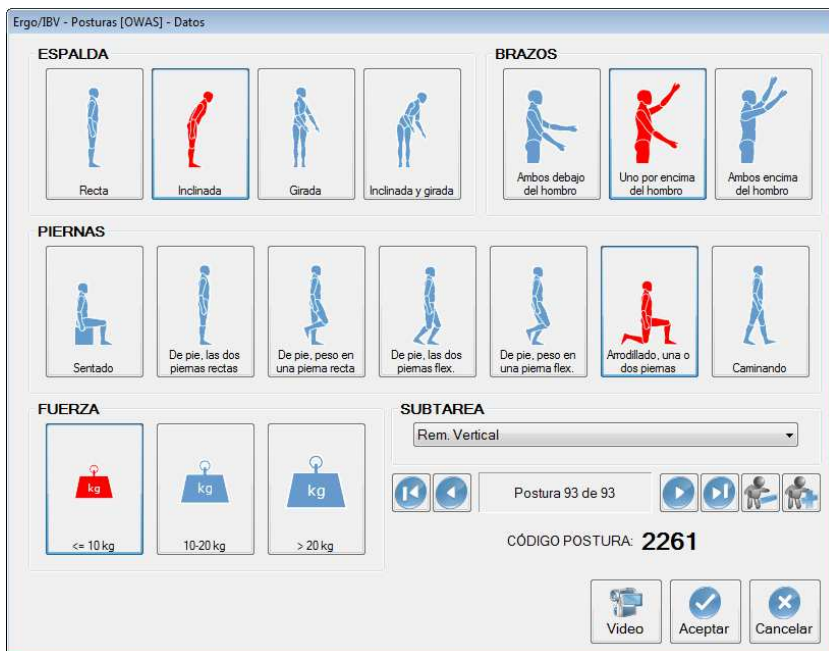 Ergo/IBV - Posturas [OWAS] - Datos
ESPALDA
Recta
Inclinada
Girada
Inclinada y girada
BRAZOS
Ambos debajo
del hombro
Uno por encima
del hombro
Ambos encima
del hombro
PIERNAS
Sentado
De pie, las dos
piernas rectas
De pie, peso en
una pierna recta
De pie, las dos
piernas flex.
De pie, peso en
una pierna flex.
Arrodillado, una o
dos piernas
Caminando
FUERZA
kg
<= 10 kg
kg
10-20 kg
kg
> 20 kg
SUBTAREA
Rem. Vertical
Postura 93 de 93
CÓDIGO POSTURA: 2261
Video
Aceptar
Cancelar